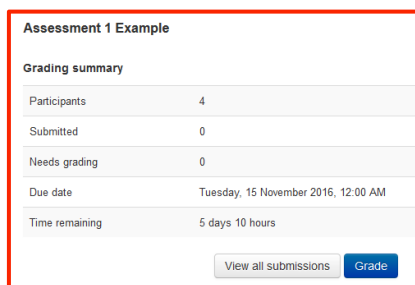 Assessment 1 Example
Grading summary
Participants 4
Submitted 0
Needs grading 0
Due date Tuesday, 15 November 2016, 12:00 AM
Time remaining 5 days 10 hours
View all submissions Grade